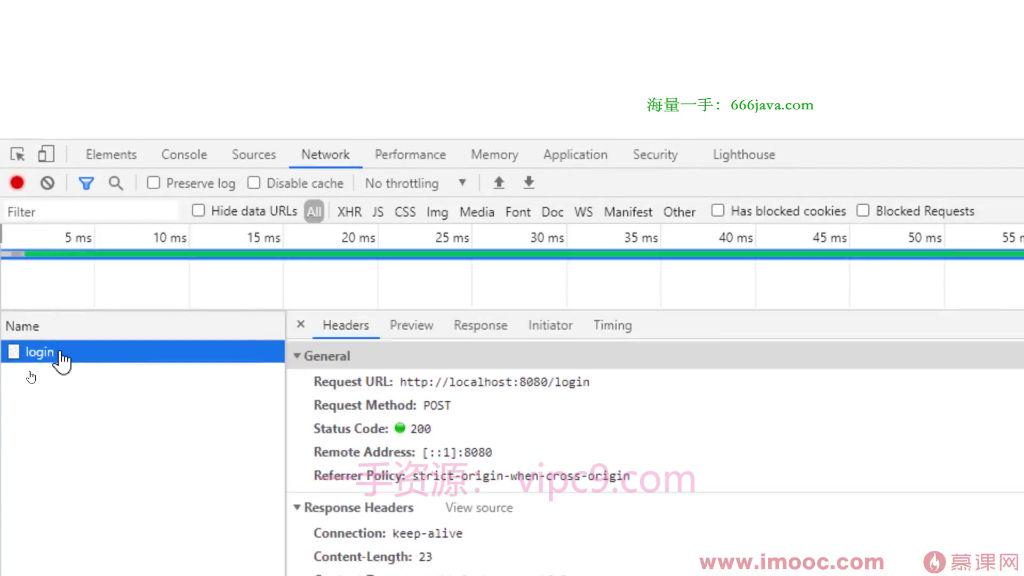 海量一手：666java.com
Elements Console Sources Network Performance Memory Application Security Lighthouse
Preserve log Disable cache No throttling
Filter Hide data URLs All XHR JS CSS Img Media Font Doc WS Manifest Other Has blocked cookies Blocked Requests
5 ms 10 ms 15 ms 20 ms 25 ms 30 ms 35 ms 40 ms 45 ms 50 ms 55 m
Name × Headers Preview Response Initiator Timing
login
General
Request URL: http://localhost:8080/login
Request Method: POST
Status Code: 200
Remote Address: [::1]:8080
Referrer Policy: strict-origin-when-cross-origin
一手资源：vipc9.com
Response Headers View source
Connection: keep-alive
Content-Length: 23
www.imooc.com 慕课网